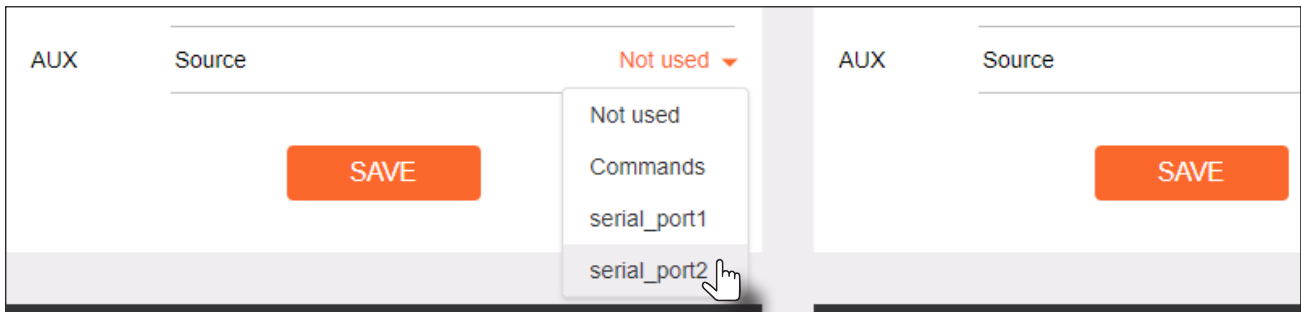 AUX Source Not used
Not used
Commands
serial_port1
serial_port2
SAVE
AUX Source
SAVE